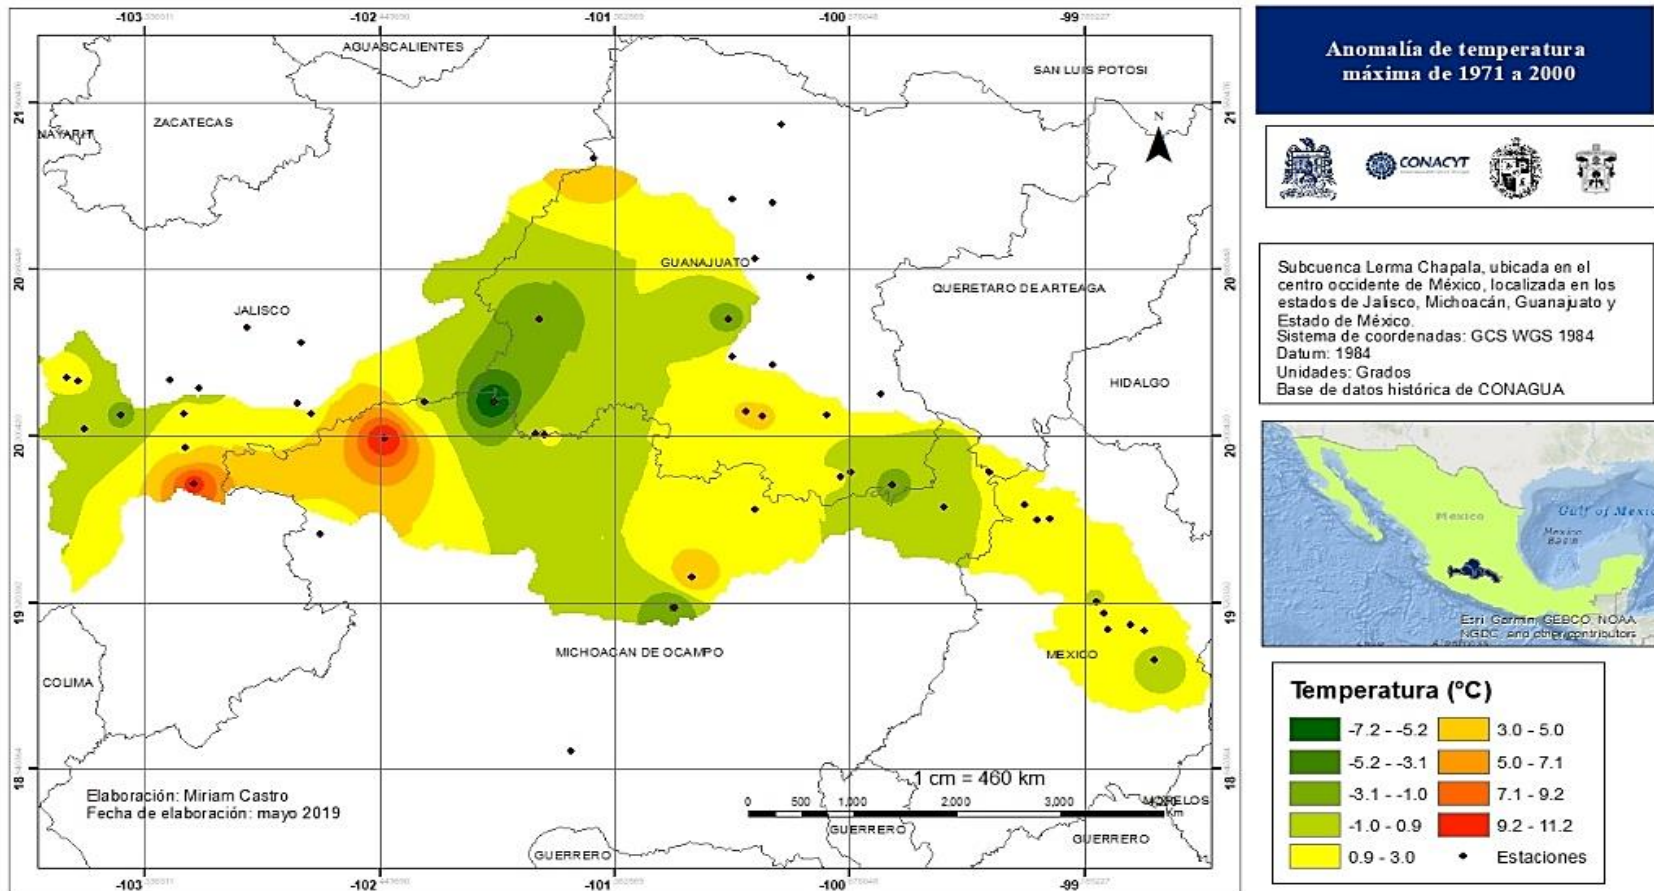 -103
-102
-101
-100
-99
AGUASCALIENTES
SAN LUIS POTOSI
ZACATECAS
NAYARIT
N
GUANAJUATO
QUERETARO DE ARTEAGA
JALISCO
HIDALGO
MICHOACAN DE OCAMPO
MEXICO
COLIMA
MORELOS
GUERRERO
GUERRERO
GUERRERO
21
20
20
19
18
21
20
20
19
18
1 cm = 460 km
0 500 1,000 2,000 3,000
Km
Elaboración: Miriam Castro
Fecha de elaboración: mayo 2019
-103
-102
-101
-100
-99
Anomalía de temperatura
máxima de 1971 a 2000
CONACYT
Subcuenca Lerma Chapala, ubicada en el
centro occidente de México, localizada en los
estados de Jalisco, Michoacán, Guanajuato y
Estado de México.
Sistema de coordenadas: GCS WGS 1984
Datum: 1984
Unidades: Grados
Base de datos histórica de CONAGUA
Gulf of Mexic
Mexico
Mexico
Basin
Esri, Garmin, GEBCO, NOAA
NGDC, and other contributors
Temperatura (ºC)
-7.2 - -5.2
-5.2 - -3.1
-3.1 - -1.0
-1.0 - 0.9
0.9 - 3.0
3.0 - 5.0
5.0 - 7.1
7.1 - 9.2
9.2 - 11.2
Estaciones